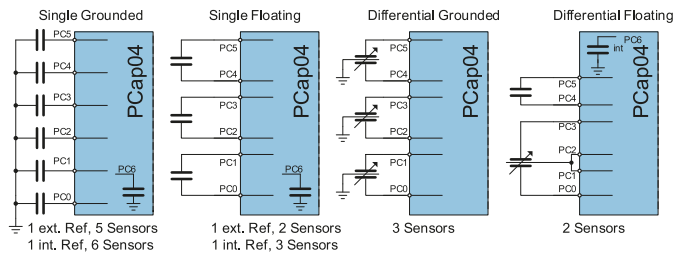 Single Grounded
Single Floating
Differential Grounded
Differential Floating
PC5
PC4
PC3
PC2
PC1
PC0
PC6
PCap04
PC5
PC4
PC3
PC2
PC1
PC0
PC6
PCap04
PC5
PC4
PC3
PC2
PC1
PC0
PCap04
PC6
int
PC5
PC4
PC3
PC2
PC1
PC0
PCap04
1 ext. Ref, 5 Sensors
1 int. Ref, 6 Sensors
1 ext. Ref, 2 Sensors
1 int. Ref, 3 Sensors
3 Sensors
2 Sensors